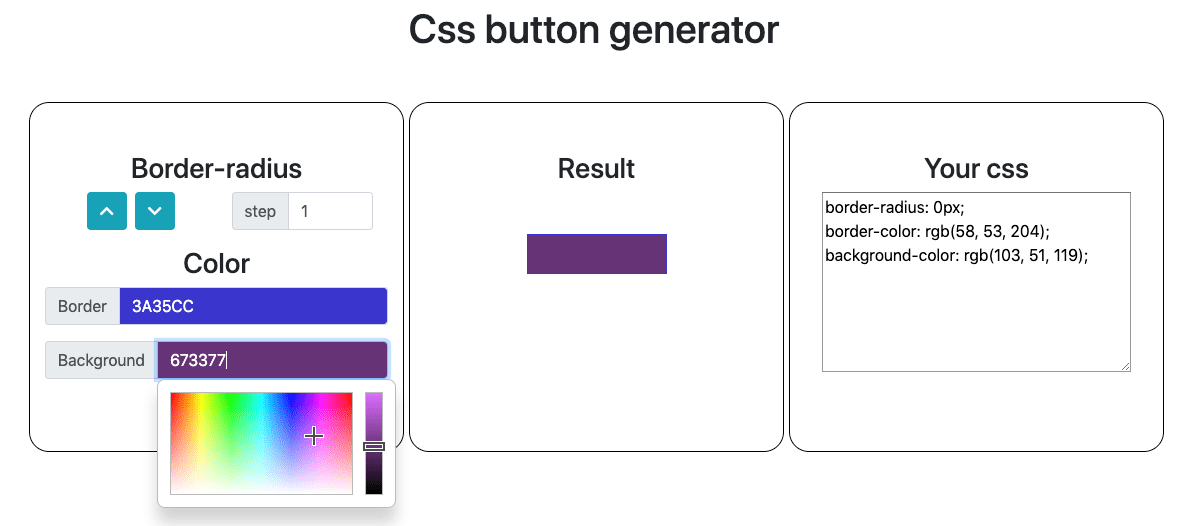 Css button generator
Border-radius
step 1
Color
Border 3A35CC
Background 673377
Result
Your css
border-radius: 0px;
border-color: rgb(58, 53, 204);
background-color: rgb(103, 51, 119);